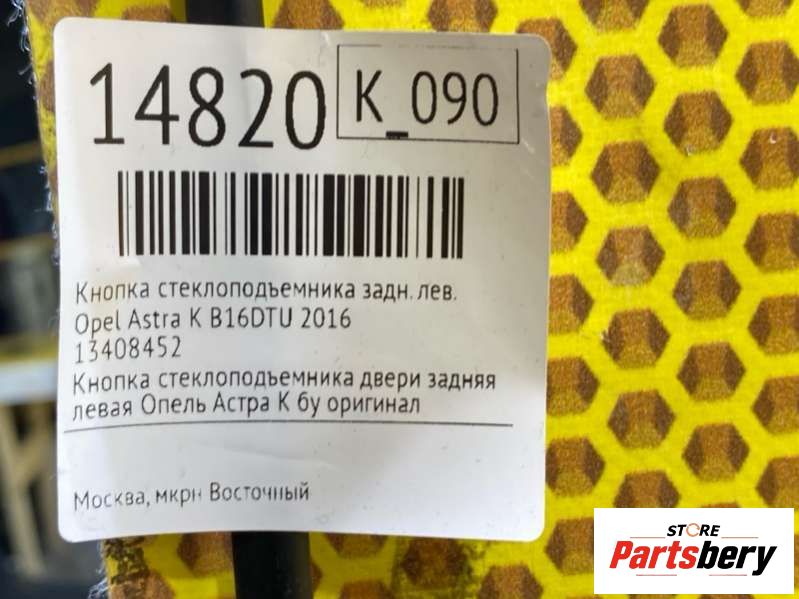 14820
K_090
Кнопка стеклоподъемника задн. лев.
Opel Astra K B16DTU 2016
13408452
Кнопка стеклоподъемника двери задняя
левая Опель Астра К бу оригинал
Москва, мкрн Восточный
STORE
Partsbery